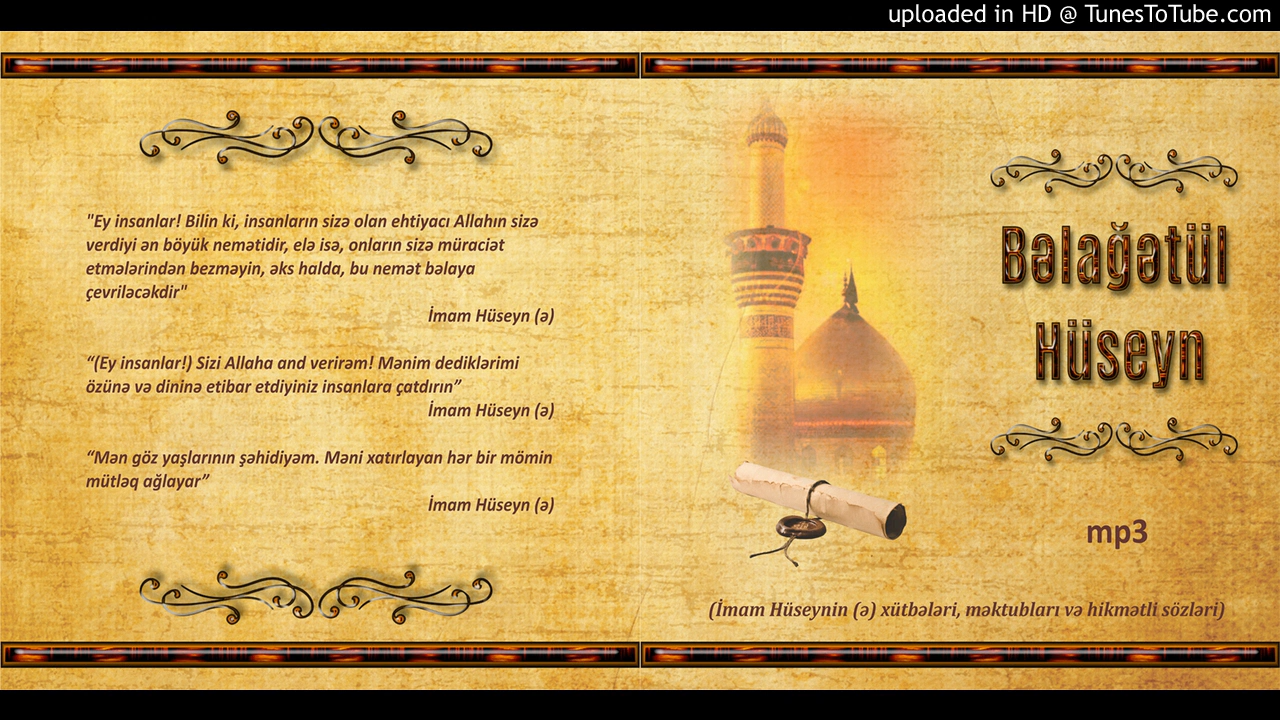 uploaded in HD @ TunesToTube.com
"Ey insanlar! Bilin ki, insanların sizə olan ehtiyacı Allahın sizə
verdiyi ən böyük nemətidir, elə isə, onların sizə müraciət
etmələrindən bezməyin, əks halda, bu nemət bəlaya
çevriləcəkdir"
İmam Hüseyn (ə)
“(Ey insanlar!) Sizi Allaha and verirəm! Mənim dediklərimi
özünə və dininə etibar etdiyiniz insanlara çatdırın”
İmam Hüseyn (ə)
“Mən göz yaşlarının şəhidiyəm. Məni xatırlayan hər bir mömin
mütləq ağlayar”
İmam Hüseyn (ə)
Bəlağətül
Hüseyn
mp3
(İmam Hüseynin (ə) xütbələri, məktubları və hikmətli sözləri)